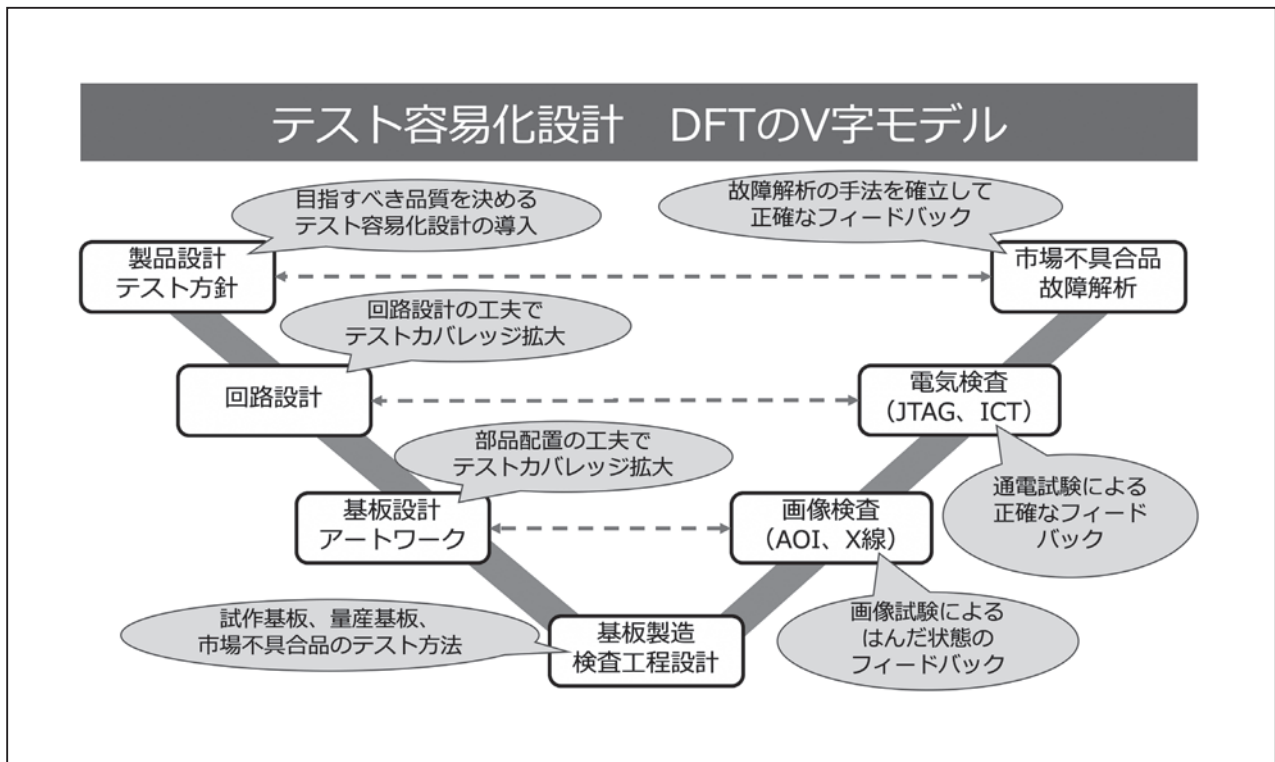 テスト容易化設計　DFTのV字モデル
目指すべき品質を決める
テスト容易化設計の導入
故障解析の手法を確立して
正確なフィードバック
製品設計
テスト方針
市場不具合品
故障解析
回路設計の工夫で
テストカバレッジ拡大
回路設計
電気検査
（JTAG、ICT）
部品配置の工夫で
テストカバレッジ拡大
通電試験による
正確なフィード
バック
基板設計
アートワーク
画像検査
（AOI、X線）
試作基板、量産基板、
市場不具合品のテスト方法
基板製造
検査工程設計
画像試験による
はんだ状態の
フィードバック